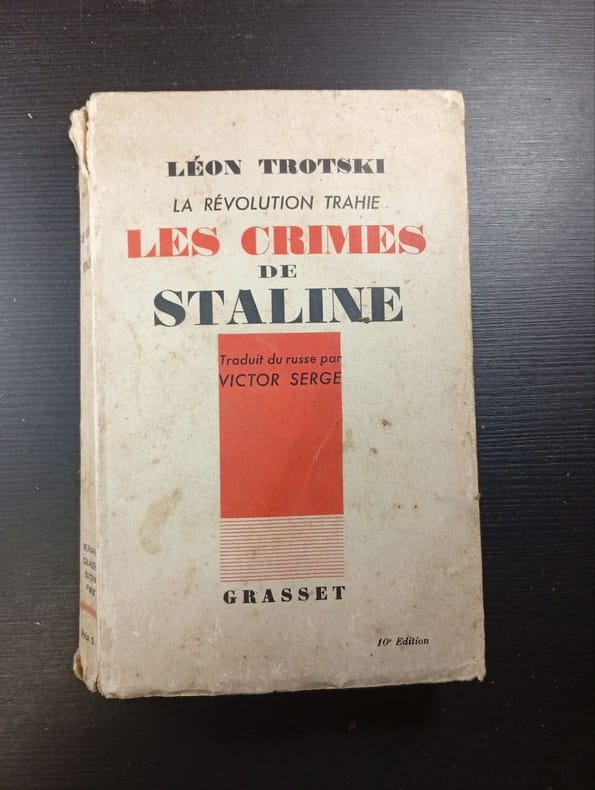 LÉON TROTSKI
LA RÉVOLUTION TRAHIE
LES CRIMES
DE
STALINE
Traduit du russe par
VICTOR SERGE
GRASSET
10e Edition